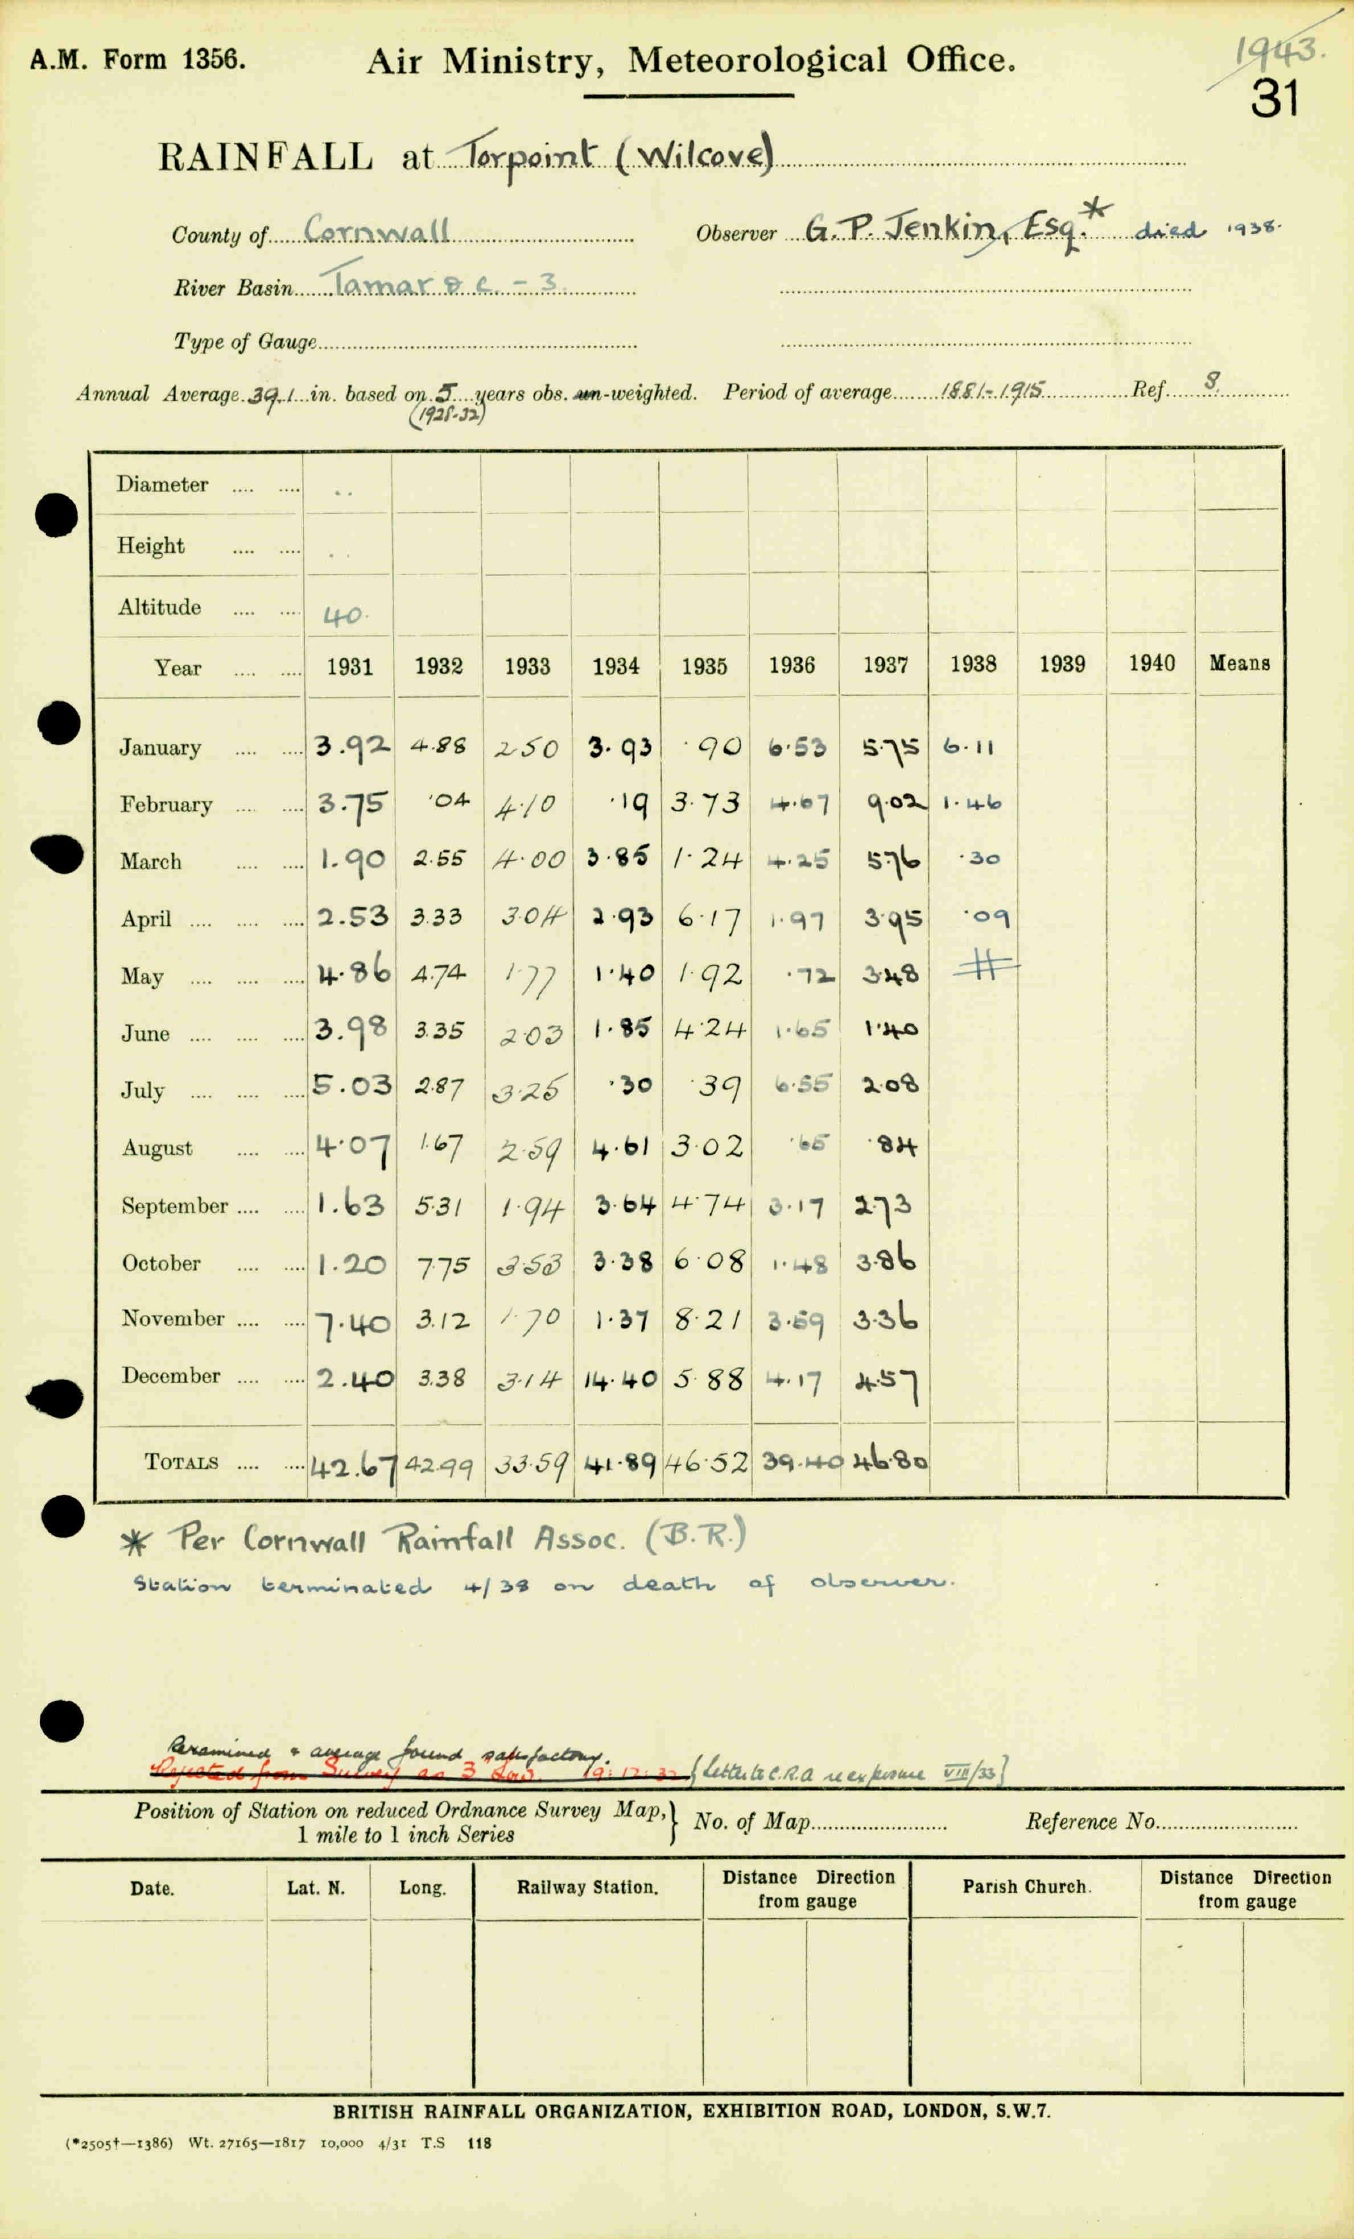 A.M. Form 1356. Air Ministry, Meteorological Office. 1943.
31
RAINFALL at Torpoint (Wilcove)
County of Cornwall Observer G. P. Jenkin, Esq.* died 1938.
River Basin Tamar & c. - 3
Type of Gauge
Annual Average 39.1 in. based on 5 years obs. un-weighted. Period of average 1881-1915 Ref. 8.
(1928-32)
Diameter .... .... ..
Height .... .... ..
Altitude .... .... 40.
Year .... .... 1931 1932 1933 1934 1935 1936 1937 1938 1939 1940 Means
January .... .... 3.92 4.88 2.50 3.93 .90 6.53 5.75 6.11
February .... .... 3.75 .04 4.10 .19 3.73 4.67 9.02 1.46
March .... .... 1.90 2.55 4.00 3.85 1.24 4.25 5.76 .30
April .... .... .... 2.53 3.33 3.04 2.93 6.17 1.97 3.95 .09
May .... .... .... 4.86 4.74 1.77 1.40 1.92 .72 3.48
June .... .... .... 3.98 3.35 2.03 1.85 4.24 1.65 1.40
July .... .... .... 5.03 2.87 3.25 .30 .39 6.55 2.08
August .... .... 4.07 1.67 2.59 4.61 3.02 .65 .84
September .... .... 1.63 5.31 1.94 3.64 4.74 3.17 2.73
October .... .... 1.20 7.75 3.53 3.38 6.08 1.48 3.86
November .... .... 7.40 3.12 1.70 1.37 8.21 3.59 3.36
December .... .... 2.40 3.38 3.14 14.40 5.88 4.17 4.57
TOTALS .... .... 42.67 42.99 33.59 41.89 46.52 39.40 46.80
* Per Cornwall Rainfall Assoc. (B.R.)
Station terminated 4/38 on death of observer.
Rexamined & average found satisfactory.
Rejected from Survey as 3" low. 19:12:32 {Letter to C.R.A re exposure VIII/33}
Position of Station on reduced Ordnance Survey Map,} No. of Map Reference No.
1 mile to 1 inch Series
Date. Lat. N. Long. Railway Station. Distance Direction from gauge Parish Church. Distance Direction from gauge
BRITISH RAINFALL ORGANIZATION, EXHIBITION ROAD, LONDON, S.W.7.
(*2505†—1386) Wt. 27165—1817 10,000 4/31 T.S 118